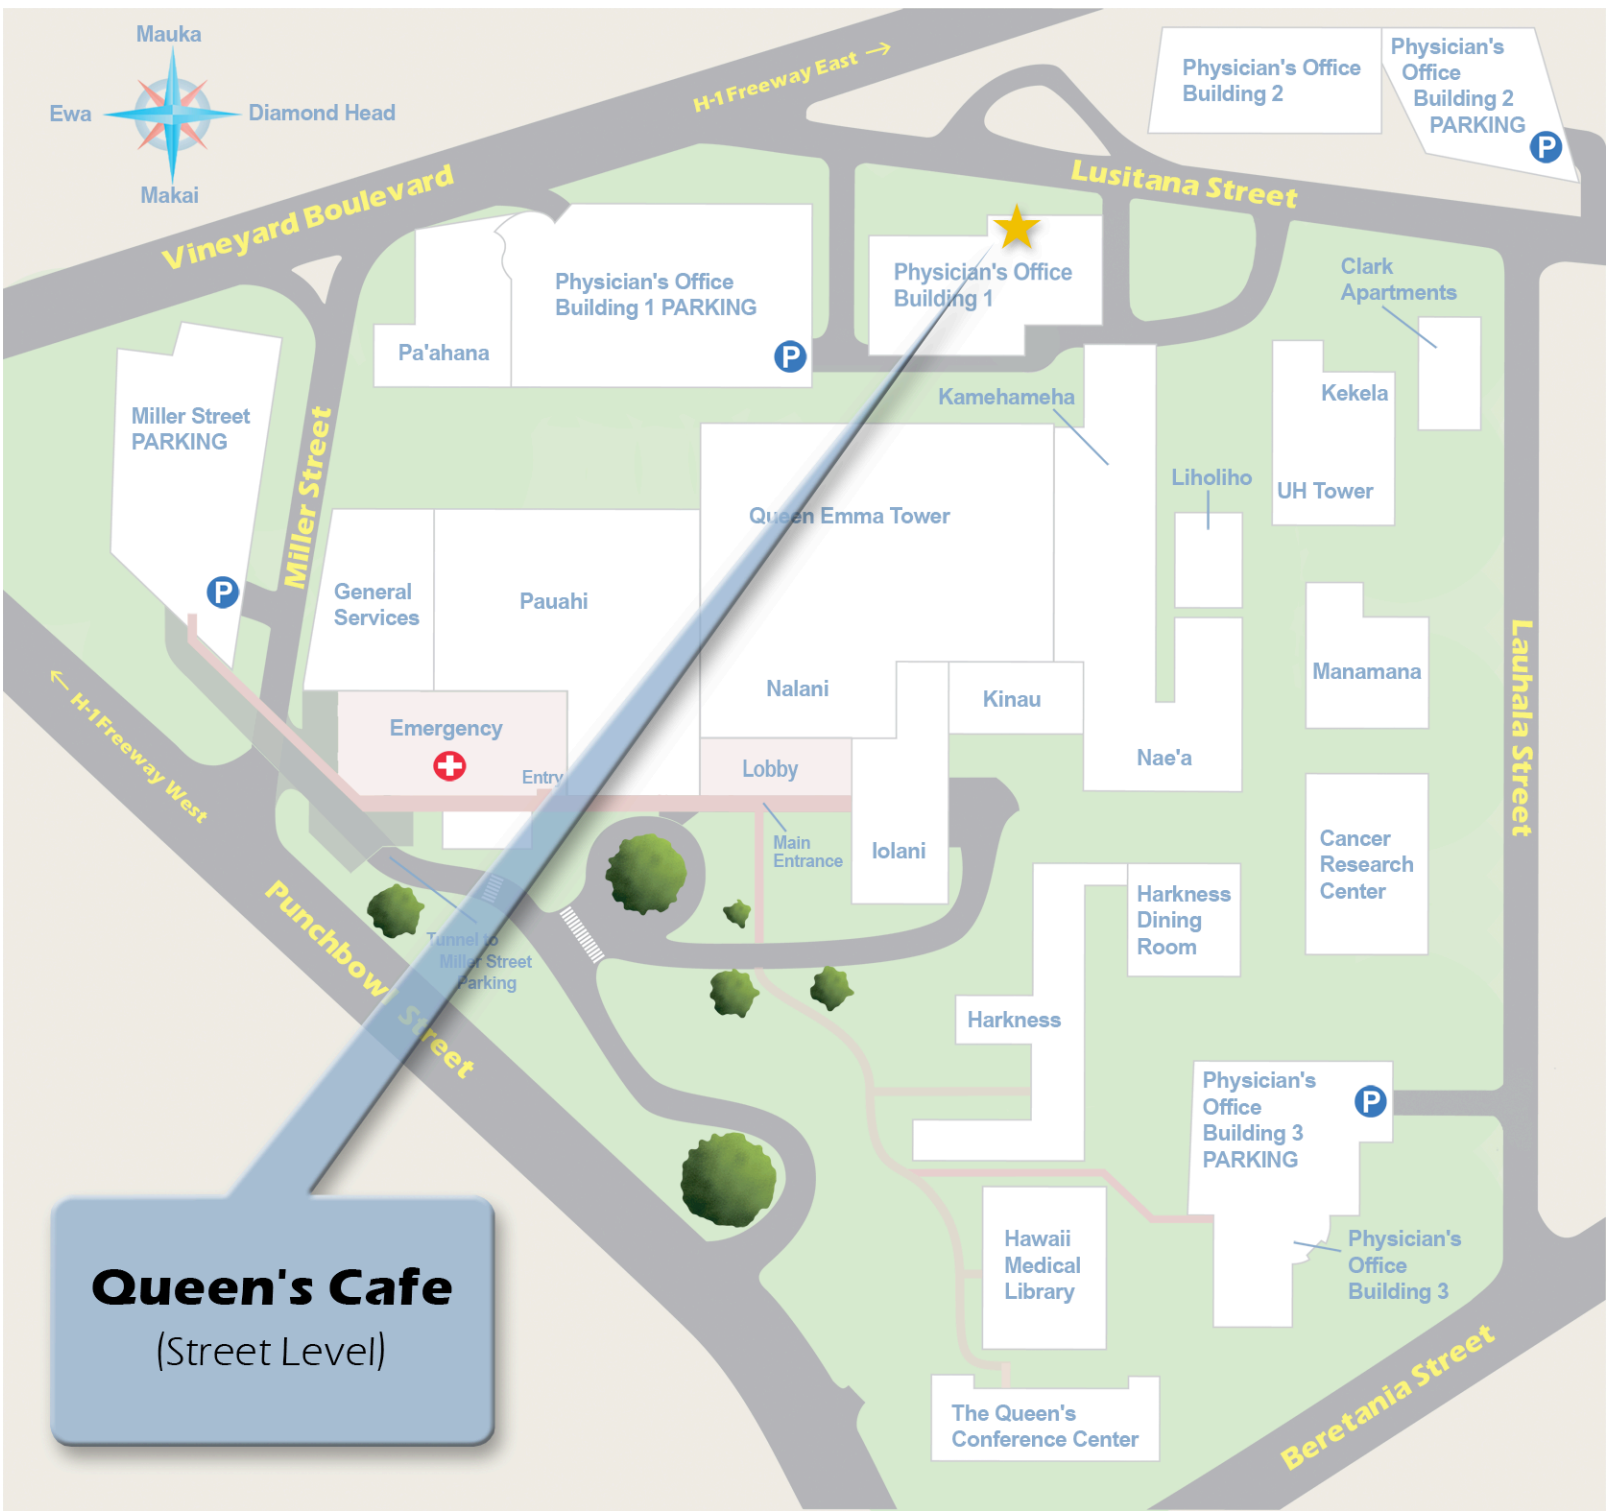 Mauka
Ewa
Diamond Head
Makai
H-1 Freeway East →
Vineyard Boulevard
Lusitana Street
Physician's Office
Building 2
Physician's
Office
Building 2
PARKING
P
Physician's Office
Building 1 PARKING
P
Pa'ahana
Physician's Office
Building 1
Clark
Apartments
Miller Street
PARKING
P
Miller Street
Kamehameha
Kekela
UH Tower
Liholiho
Queen Emma Tower
General
Services
Pauahi
Nalani
Kinau
Manamana
Lauhala Street
Nae'a
Emergency
Entry
Lobby
Main
Entrance
Iolani
← H-1 Freeway West
Cancer
Research
Center
Harkness
Dining
Room
Harkness
Tunnel to
Miller Street
Parking
Punchbowl Street
Physician's
Office
Building 3
PARKING
P
Hawaii
Medical
Library
Physician's
Office
Building 3
Beretania Street
The Queen's
Conference Center
Queen's Cafe
(Street Level)